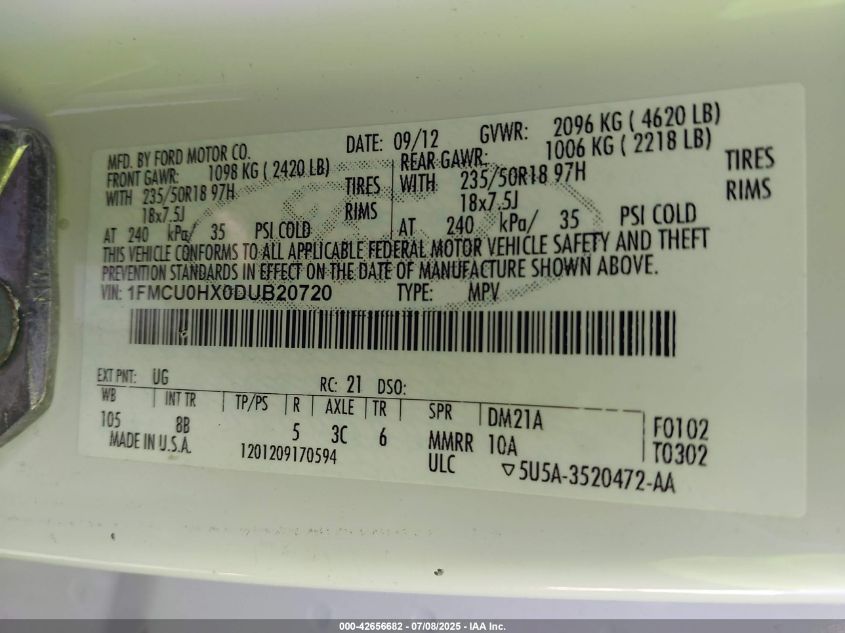 MFD. BY FORD MOTOR CO. DATE: 09/12 GVWR: 2096 KG ( 4620 LB)
FRONT GAWR: 1098 KG ( 2420 LB) REAR GAWR: 1006 KG ( 2218 LB)
WITH 235/50R18 97H TIRES WITH 235/50R18 97H TIRES
18x7.5J RIMS 18x7.5J RIMS
AT 240 kPa/ 35 PSI COLD AT 240 kPa/ 35 PSI COLD
THIS VEHICLE CONFORMS TO ALL APPLICABLE FEDERAL MOTOR VEHICLE SAFETY AND THEFT
PREVENTION STANDARDS IN EFFECT ON THE DATE OF MANUFACTURE SHOWN ABOVE.
VIN: 1FMCU0HX0DUB20720 TYPE: MPV
EXT PNT: UG RC: 21 DSO:
WB INT TR TP/PS R AXLE TR SPR DM21A F0102
105 8B 5 3C 6 MMRR 10A T0302
MADE IN U.S.A. 1201209170594 ULC ▽5U5A-3520472-AA
000-42656682 / 07/08/2025 - IAA Inc.